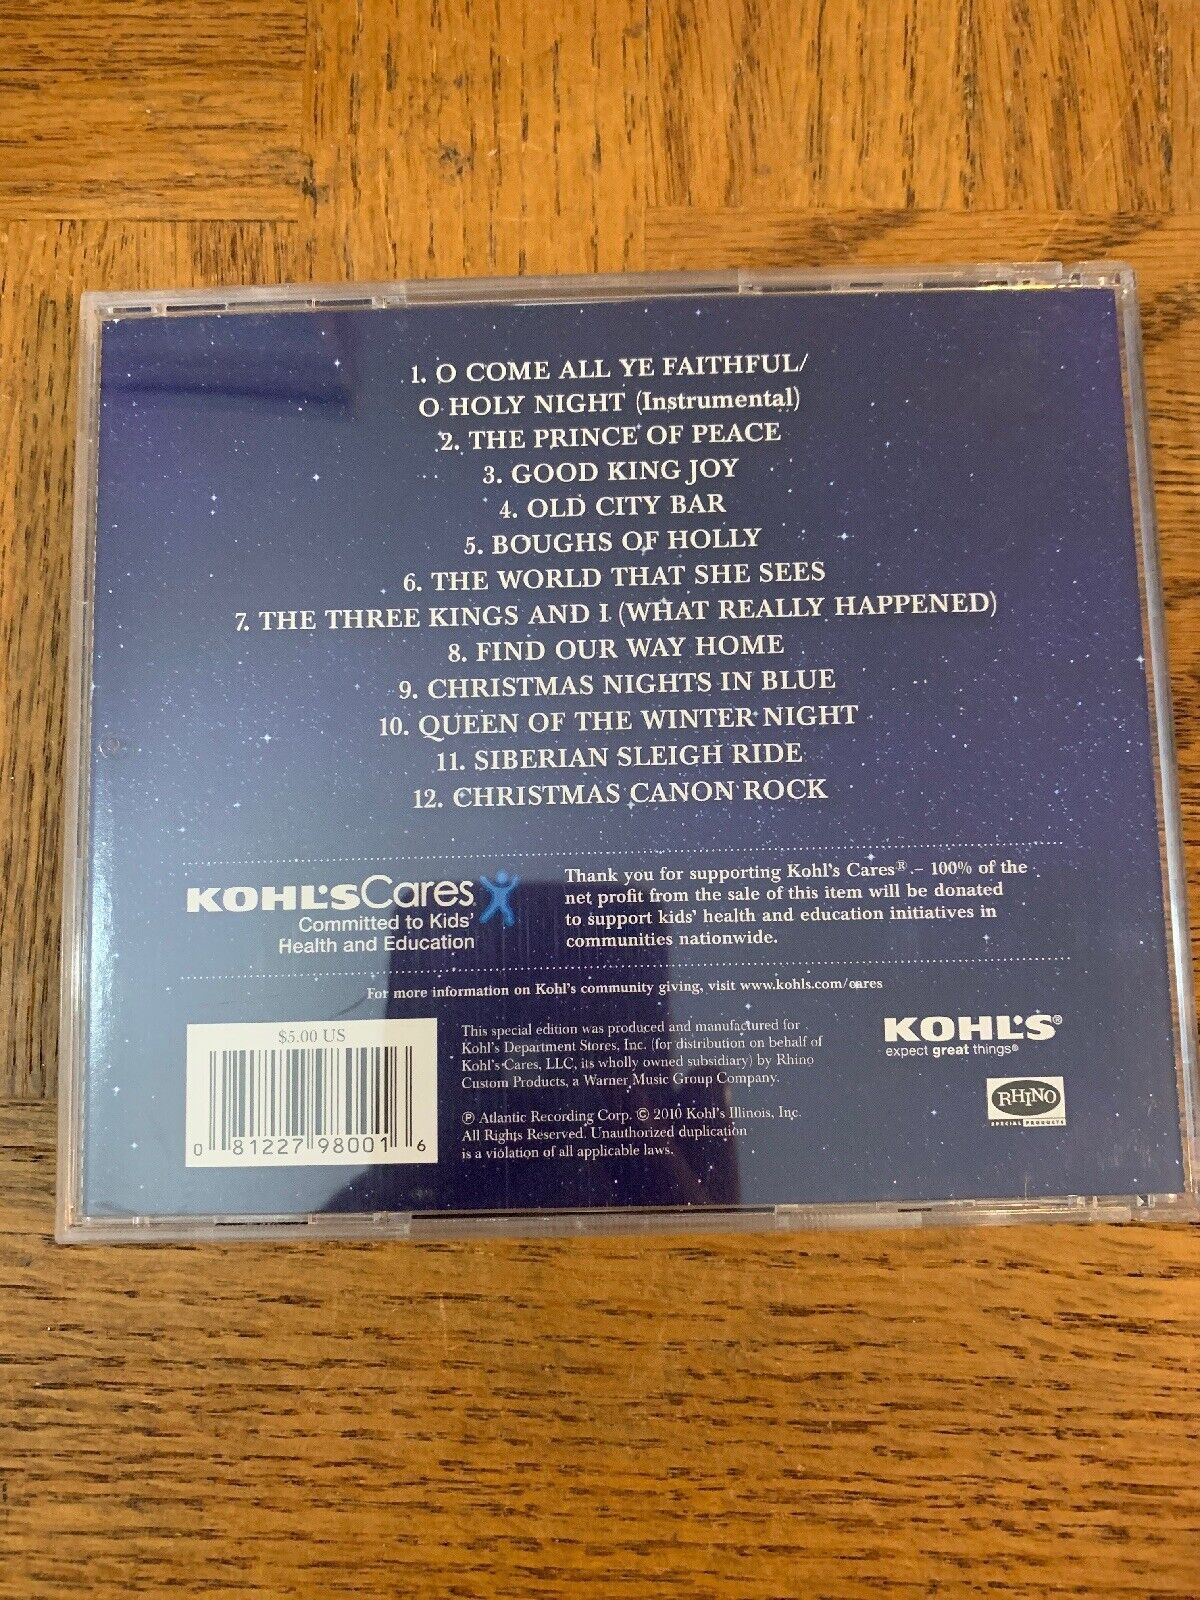 1. O COME ALL YE FAITHFUL/
O HOLY NIGHT (Instrumental)
2. THE PRINCE OF PEACE
3. GOOD KING JOY
4. OLD CITY BAR
5. BOUGHS OF HOLLY
6. THE WORLD THAT SHE SEES
7. THE THREE KINGS AND I (WHAT REALLY HAPPENED)
8. FIND OUR WAY HOME
9. CHRISTMAS NIGHTS IN BLUE
10. QUEEN OF THE WINTER NIGHT
11. SIBERIAN SLEIGH RIDE
12. CHRISTMAS CANON ROCK
KOHL'S Cares
Committed to Kids'
Health and Education
Thank you for supporting Kohl's Cares® – 100% of the
net profit from the sale of this item will be donated
to support kids' health and education initiatives in
communities nationwide.
For more information on Kohl's community giving, visit www.kohls.com/cares
$5.00 US
0 81227 98001 6
This special edition was produced and manufactured for
Kohl's Department Stores, Inc. (for distribution on behalf of
Kohl's Cares, LLC, its wholly owned subsidiary) by Rhino
Custom Products, a Warner Music Group Company.
℗ Atlantic Recording Corp. © 2010 Kohl's Illinois, Inc.
All Rights Reserved. Unauthorized duplication
is a violation of all applicable laws.
KOHL'S®
expect great things®
RHINO
SPECIAL PRODUCTS